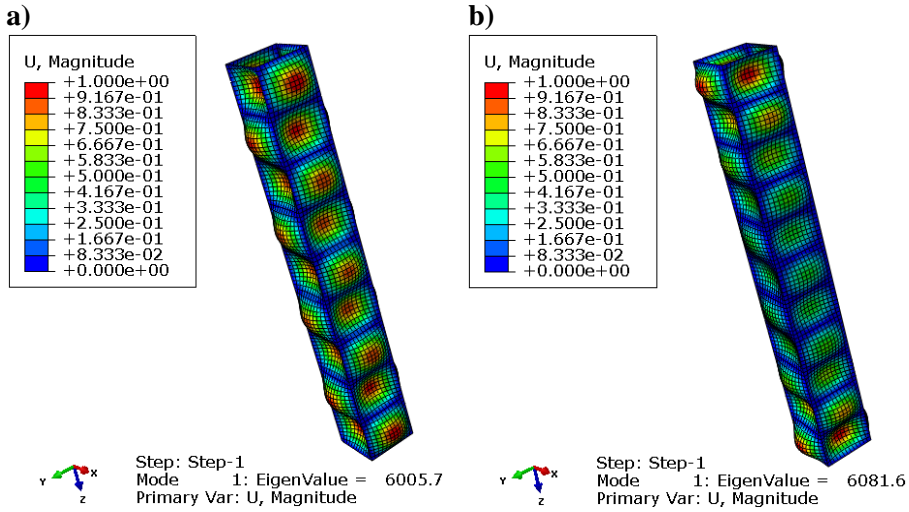 a)
U, Magnitude
+1.000e+00
+9.167e-01
+8.333e-01
+7.500e-01
+6.667e-01
+5.833e-01
+5.000e-01
+4.167e-01
+3.333e-01
+2.500e-01
+1.667e-01
+8.333e-02
+0.000e+00
Y
X
Z
Step: Step-1
Mode 1: EigenValue = 6005.7
Primary Var: U, Magnitude
b)
U, Magnitude
+1.000e+00
+9.167e-01
+8.333e-01
+7.500e-01
+6.667e-01
+5.833e-01
+5.000e-01
+4.167e-01
+3.333e-01
+2.500e-01
+1.667e-01
+8.333e-02
+0.000e+00
Y
X
Z
Step: Step-1
Mode 1: EigenValue = 6081.6
Primary Var: U, Magnitude